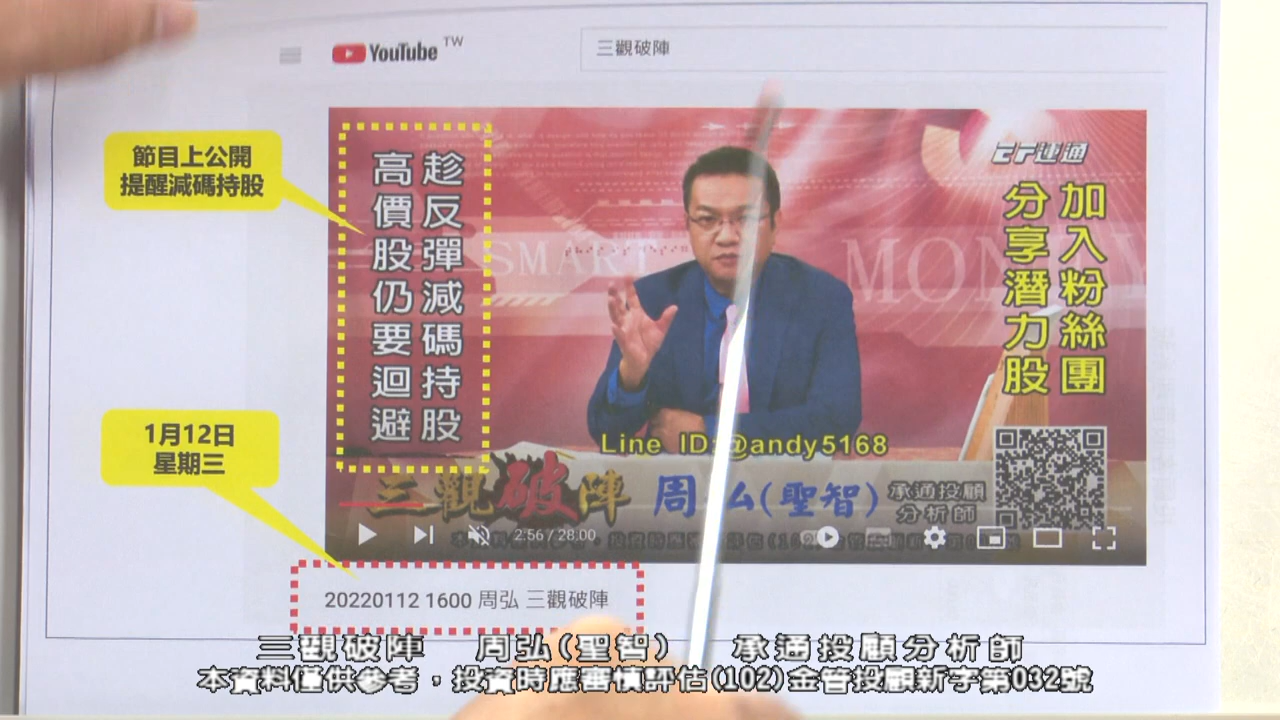 YouTube TW
三觀破陣
節目上公開
提醒減碼持股
趁反彈減碼持股
高價股仍要迴避
SMART
MONEY
連通
加入粉絲團
分享潛力股
1月12日
星期三
Line ID:@andy5168
三觀破陣 周弘(聖智)
承通投顧
分析師
2:56 / 28:00
20220112 1600 周弘 三觀破陣
三觀破陣 周弘(聖智) 承通投顧分析師
本資料僅供參考,投資時應審慎評估(102)金管投顧新字第032號